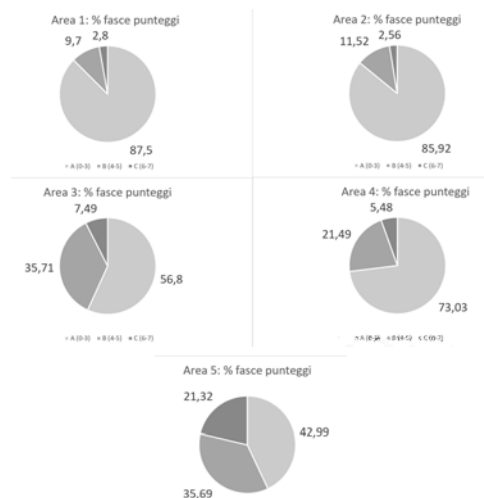 Area 1: % fasce punteggi
9,7
2,8
87,5
A (0-3) B (4-5) C (6-7)
Area 2: % fasce punteggi
11,52
2,56
85,92
A (0-3) B (4-5) C (6-7)
Area 3: % fasce punteggi
7,49
35,71
56,8
A (0-3) B (4-5) C (6-7)
Area 4: % fasce punteggi
5,48
21,49
73,03
Area 5: % fasce punteggi
21,32
42,99
35,69